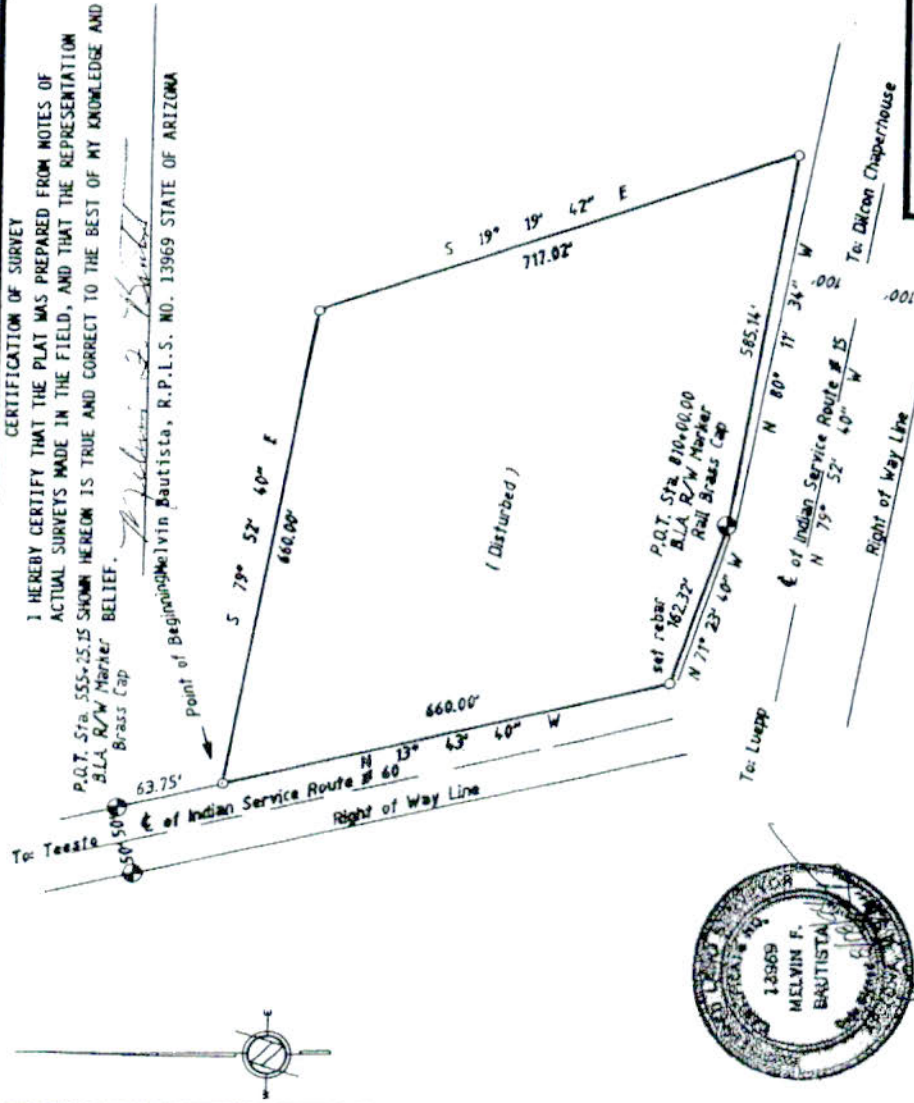 CERTIFICATION OF SURVEY
I HEREBY CERTIFY THAT THE PLAT WAS PREPARED FROM NOTES OF
ACTUAL SURVEYS MADE IN THE FIELD, AND THAT THE REPRESENTATION
SHOWN HEREON IS TRUE AND CORRECT TO THE BEST OF MY KNOWLEDGE AND
BELIEF.
Melvin F. Bautista
Melvin Bautista, R.P.L.S. NO. 13969 STATE OF ARIZONA
P.O.T. Sta. 555+25.15
B.I.A. R/W Marker
Brass Cap
Point of Beginning
To: Teesto
50' 50'
63.75'
S 79° 52' 40" E
660.00'
S 19° 19' 42" E
717.02'
(Disturbed)
660.00'
N 13° 43' 40" W
℄ of Indian Service Route # 60
Right of Way Line
set rebar
162.32'
N 71° 23' 40" W
P.O.T. Sta. 810+00.00
B.I.A. R/W Marker
Rail Brass Cap
585.14'
N 80° 11' 34" W
100'
100'
To: Dilcon Chaperhouse
℄ of Indian Service Route # 15
N 79° 52' 40" W
To: Luepp
Right of Way Line
W
E
CERTIFICATE NO.
13969
MELVIN F.
BAUTISTA